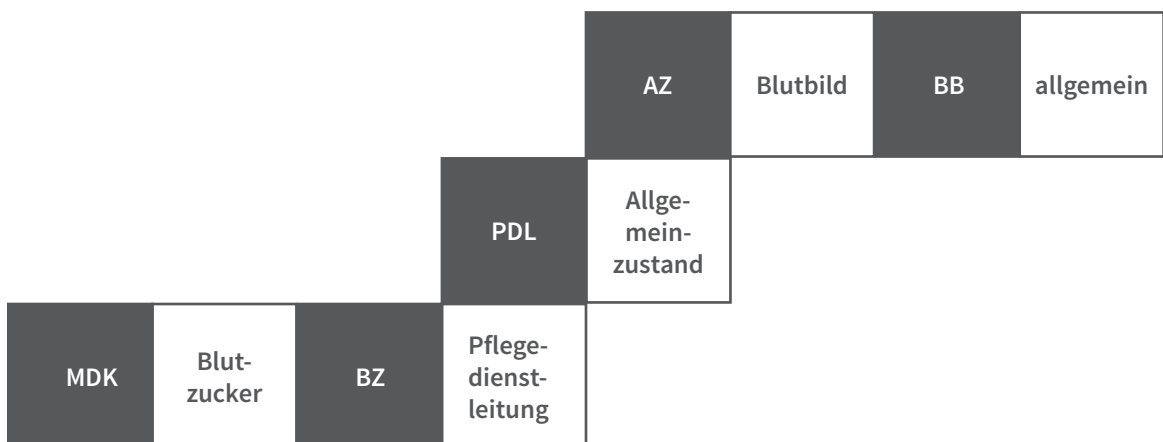 AZ
Blutbild
BB
allgemein
PDL
Allge-
mein-
zustand
MDK
Blut-
zucker
BZ
Pflege-
dienst-
leitung